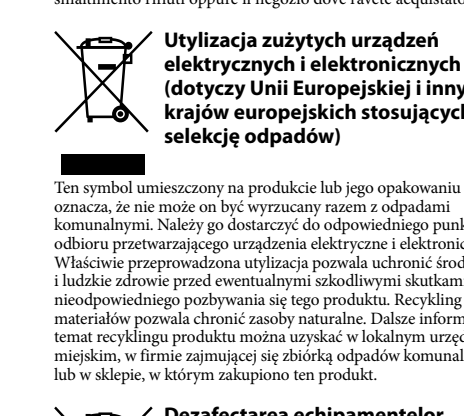 smaltimento rifiuti oppure il negozio dove l'avete acquistato.
Utylizacja zużytych urządzeń
elektrycznych i elektronicznych
(dotyczy Unii Europejskiej i inny
krajów europejskich stosujących
selekcję odpadów)
Ten symbol umieszczony na produkcie lub jego opakowaniu
oznacza, że nie może on być wyrzucany razem z odpadami
komunalnymi. Należy go dostarczyć do odpowiedniego punk
odbioru przetwarzającego urządzenia elektryczne i elektronic
Właściwie przeprowadzona utylizacja pozwala uchronić środ
i ludzkie zdrowie przed ewentualnymi szkodliwymi skutkami
nieodpowiedniego pozbywania się tego produktu. Recykling
materiałów pozwala chronić zasoby naturalne. Dalsze inform
temat recyklingu produktu można uzyskać w lokalnym urzęd
miejskim, w firmie zajmującej się zbiórką odpadów komunal
lub w sklepie, w którym zakupiono ten produkt.
Dezafectarea echipamentelor